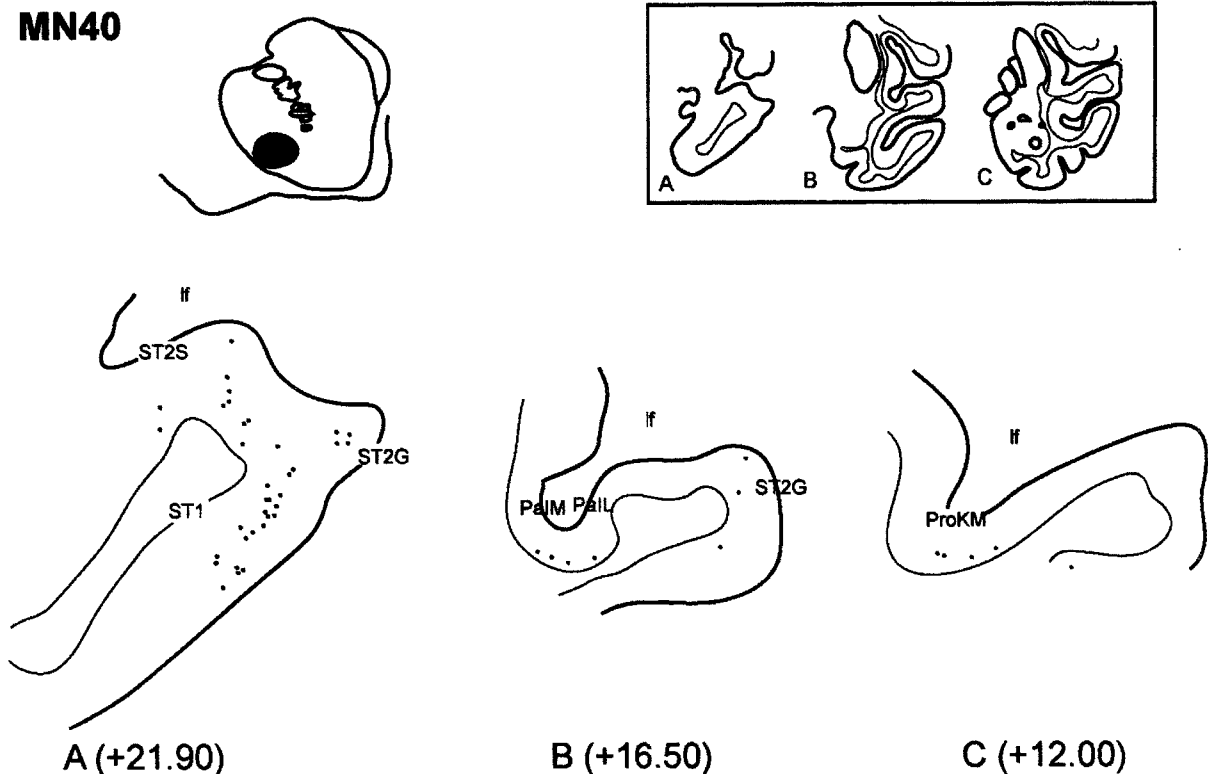 MN40
A B C
lf
ST2S
ST2G
ST1
lf
ST2G
PalM PalL
lf
ProKM
A (+21.90) B (+16.50) C (+12.00)